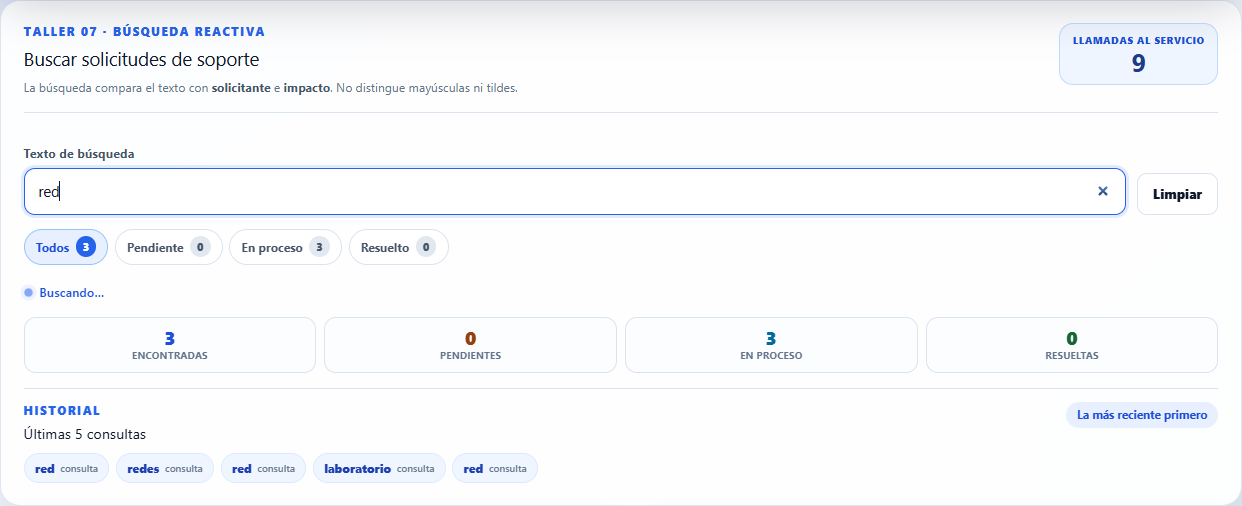 TALLER 07 · BÚSQUEDA REACTIVA
Buscar solicitudes de soporte
La búsqueda compara el texto con solicitante e impacto. No distingue mayúsculas ni tildes.
LLAMADAS AL SERVICIO
9
Texto de búsqueda
red ×
Limpiar
Todos 3 Pendiente 0 En proceso 3 Resuelto 0
Buscando...
3 0 3 0
ENCONTRADAS PENDIENTES EN PROCESO RESUELTAS
HISTORIAL
Últimas 5 consultas
La más reciente primero
red consulta redes consulta red consulta laboratorio consulta red consulta